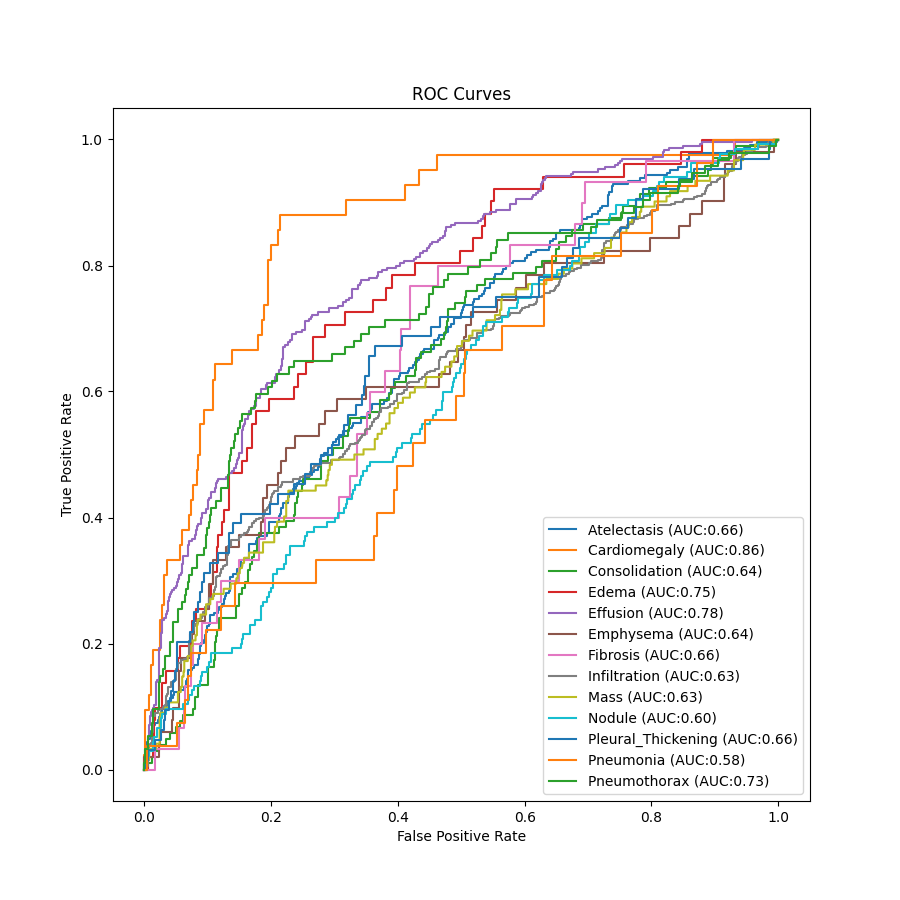 ROC Curves
True Positive Rate
1.0
0.8
0.6
0.4
0.2
0.0
Atelectasis (AUC:0.66)
Cardiomegaly (AUC:0.86)
Consolidation (AUC:0.64)
Edema (AUC:0.75)
Effusion (AUC:0.78)
Emphysema (AUC:0.64)
Fibrosis (AUC:0.66)
Infiltration (AUC:0.63)
Mass (AUC:0.63)
Nodule (AUC:0.60)
Pleural_Thickening (AUC:0.66)
Pneumonia (AUC:0.58)
Pneumothorax (AUC:0.73)
0.0 0.2 0.4 0.6 0.8 1.0
False Positive Rate